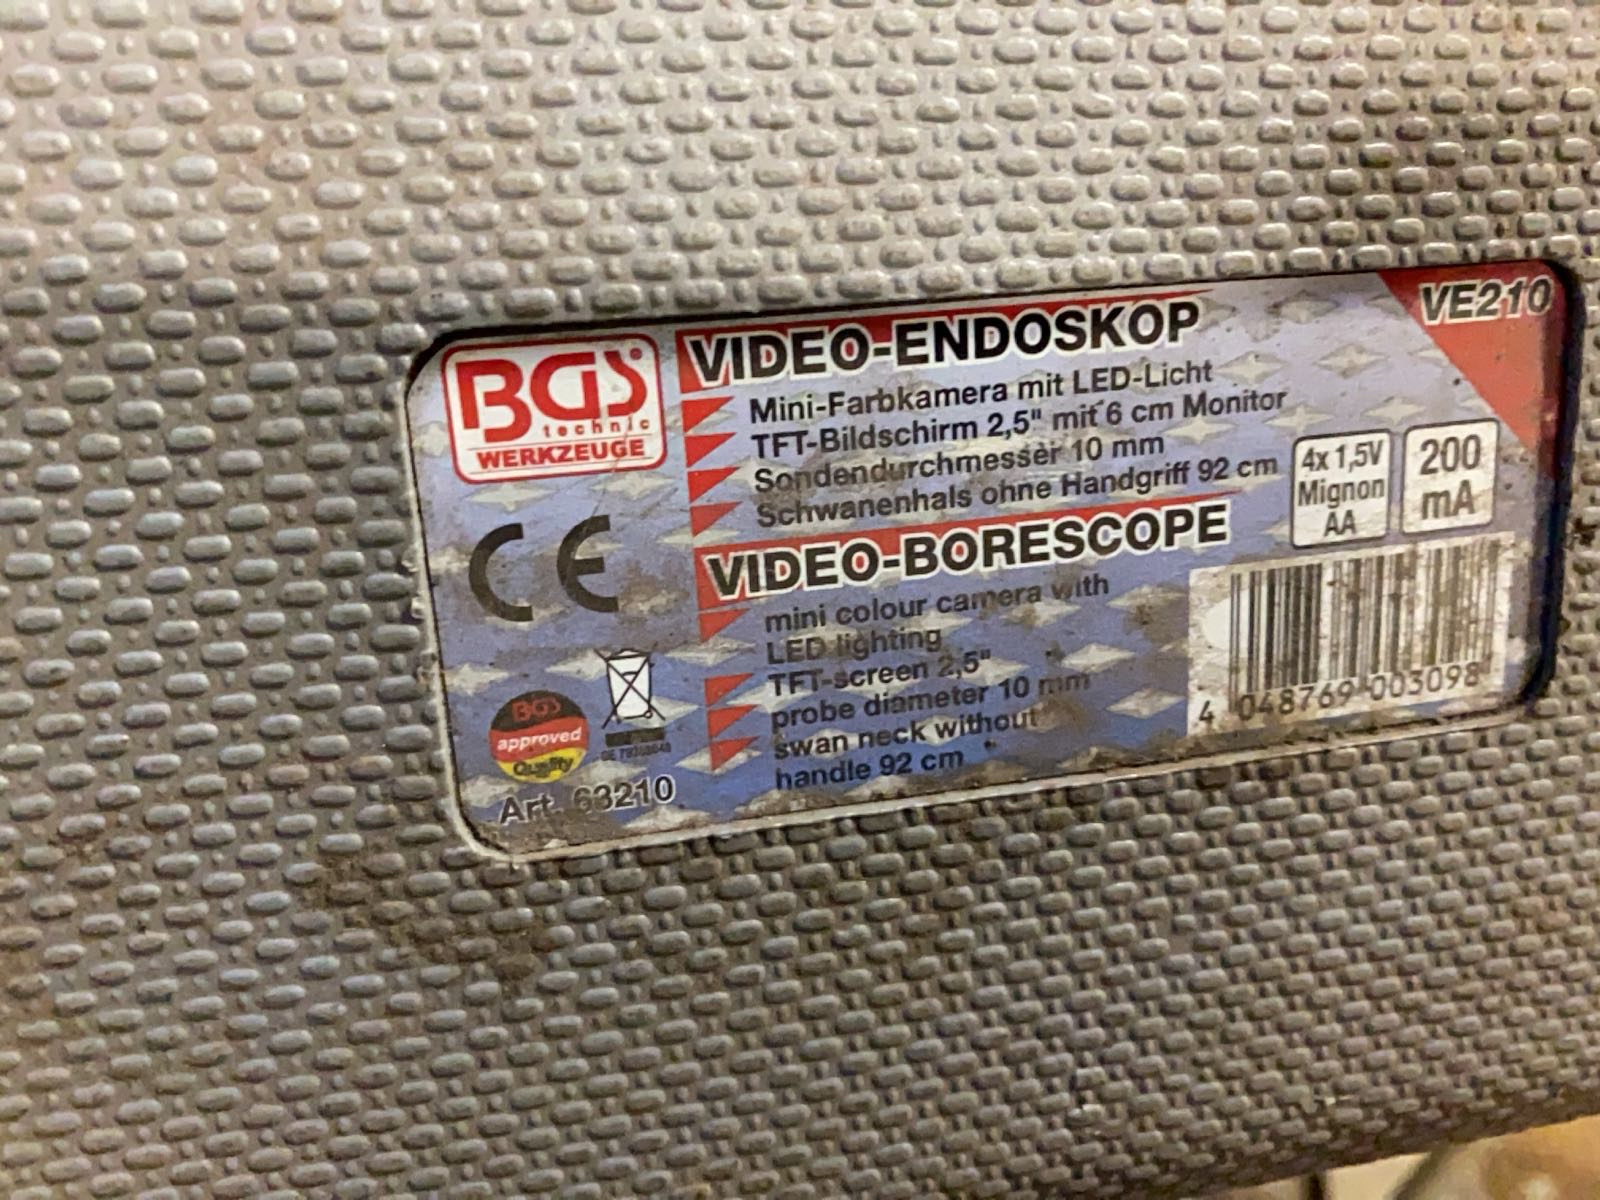 BGS
technic
WERKZEUGE
VIDEO-ENDOSKOP
Mini-Farbkamera mit LED-Licht
TFT-Bildschirm 2,5" mit 6 cm Monitor
Sondendurchmesser 10 mm
Schwanenhals ohne Handgriff 92 cm
VE210
4x 1,5V
Mignon
AA
200
mA
VIDEO-BORESCOPE
mini colour camera with
LED lighting
TFT-screen 2,5"
probe diameter 10 mm
swan neck without
handle 92 cm
CE
BGS
approved
Quality
Art. 63210
4 048769 003098